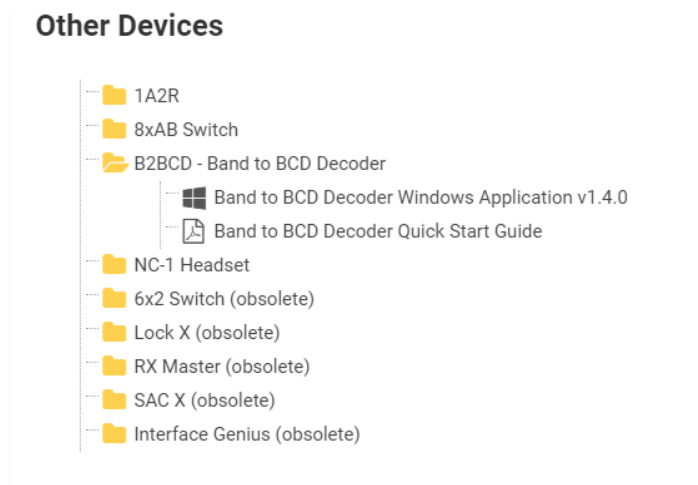 Other Devices
1A2R
8xAB Switch
B2BCD - Band to BCD Decoder
Band to BCD Decoder Windows Application v1.4.0
Band to BCD Decoder Quick Start Guide
NC-1 Headset
6x2 Switch (obsolete)
Lock X (obsolete)
RX Master (obsolete)
SAC X (obsolete)
Interface Genius (obsolete)